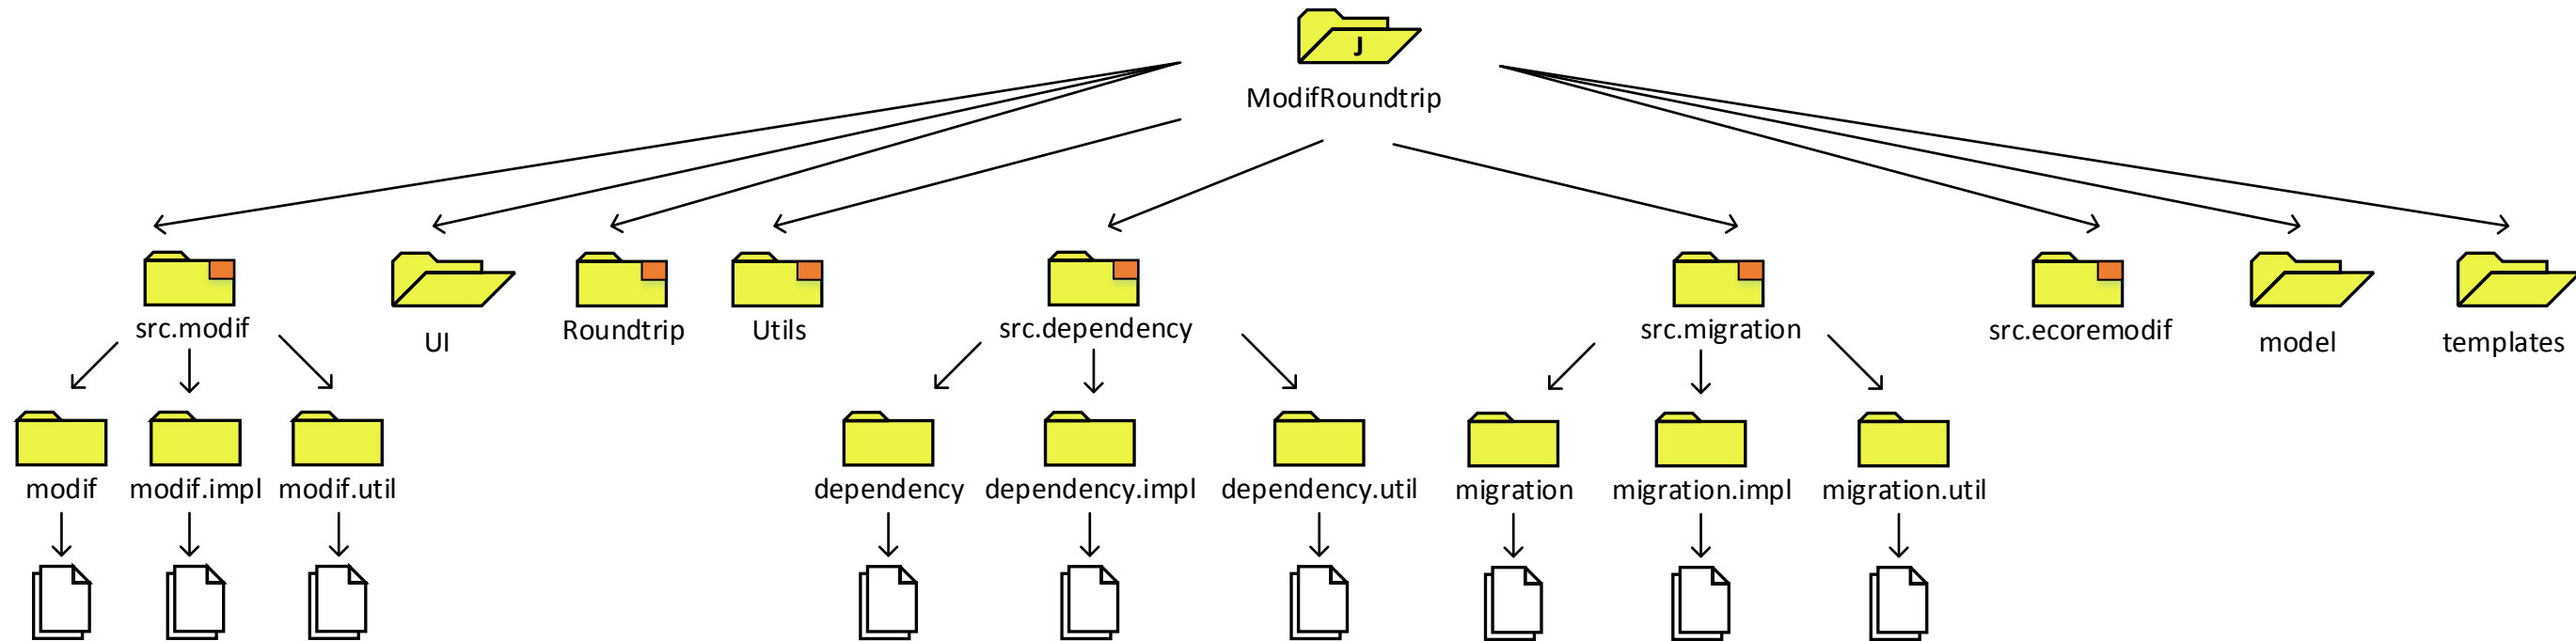 J
ModifRoundtrip
src.modif
UI
Roundtrip
Utils
src.dependency
src.migration
src.ecoremodif
model
templates
modif
modif.impl
modif.util
dependency
dependency.impl
dependency.util
migration
migration.impl
migration.util